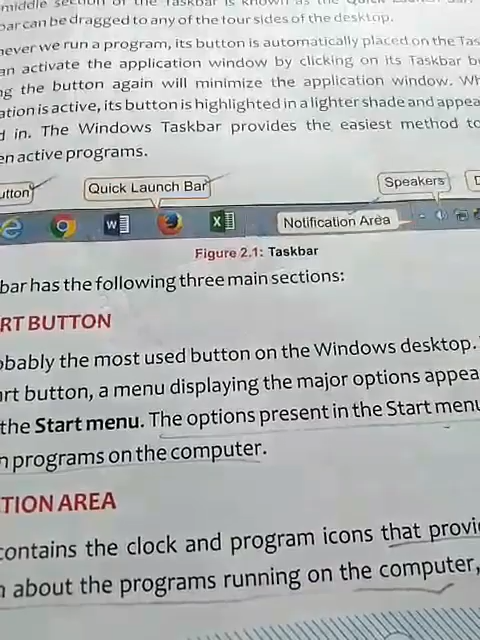 middle section of the Taskbar is known as the Quick Launch Bar.
bar can be dragged to any of the four sides of the desktop.
never we run a program, its button is automatically placed on the Tas
an activate the application window by clicking on its Taskbar b
ng the button again will minimize the application window. Wh
ation is active, its button is highlighted in a lighter shade and appea
d in. The Windows Taskbar provides the easiest method to
en active programs.
utton
Quick Launch Bar
Speakers
D
Notification Area
Figure 2.1: Taskbar
bar has the following three main sections:
RT BUTTON
obably the most used button on the Windows desktop.
art button, a menu displaying the major options appea
the Start menu. The options present in the Start menu
n programs on the computer.
TION AREA
contains the clock and program icons that provi
n about the programs running on the computer,